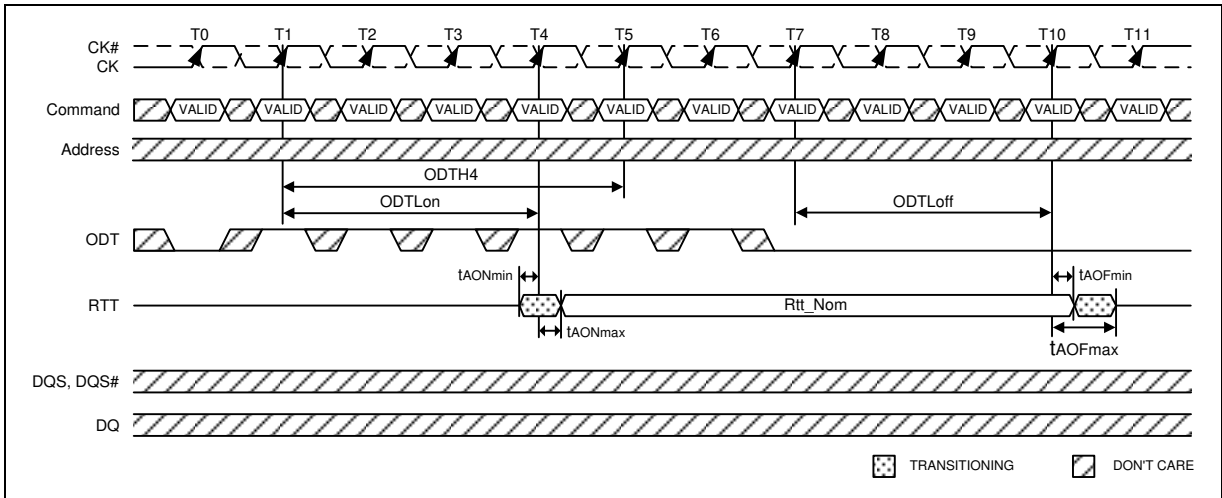 T0 T1 T2 T3 T4 T5 T6 T7 T8 T9 T10 T11
CK#
CK
Command VALID VALID VALID VALID VALID VALID VALID VALID VALID VALID VALID VALID
Address
ODTH4
ODTLon ODTLoff
ODT
tAONmin tAOFmin
RTT Rtt_Nom
tAONmax
tAOFmax
DQS, DQS#
DQ
TRANSITIONING DON'T CARE